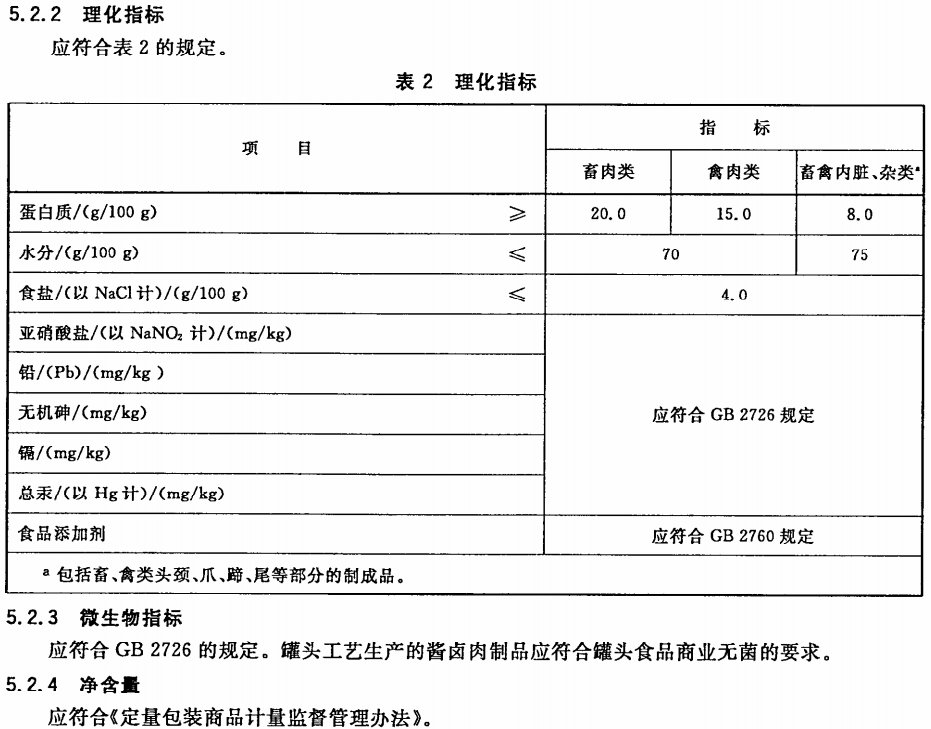 5.2.2 理化指标
应符合表 2 的规定。
表 2 理化指标
项 目
指 标
畜肉类 禽肉类 畜禽内脏、杂类ᵃ
蛋白质/(g/100 g) ≥ 20.0 15.0 8.0
水分/(g/100 g) ≤ 70 75
食盐/(以 NaCl 计)/(g/100 g) ≤ 4.0
亚硝酸盐/(以 NaNO₂ 计)/(mg/kg)
铅/(Pb)/(mg/kg )
无机砷/(mg/kg)
应符合 GB 2726 规定
镉/(mg/kg)
总汞/(以 Hg 计)/(mg/kg)
食品添加剂 应符合 GB 2760 规定
ᵃ 包括畜、禽类头颈、爪、蹄、尾等部分的制成品。
5.2.3 微生物指标
应符合 GB 2726 的规定。罐头工艺生产的酱卤肉制品应符合罐头食品商业无菌的要求。
5.2.4 净含量
应符合《定量包装商品计量监督管理办法》。